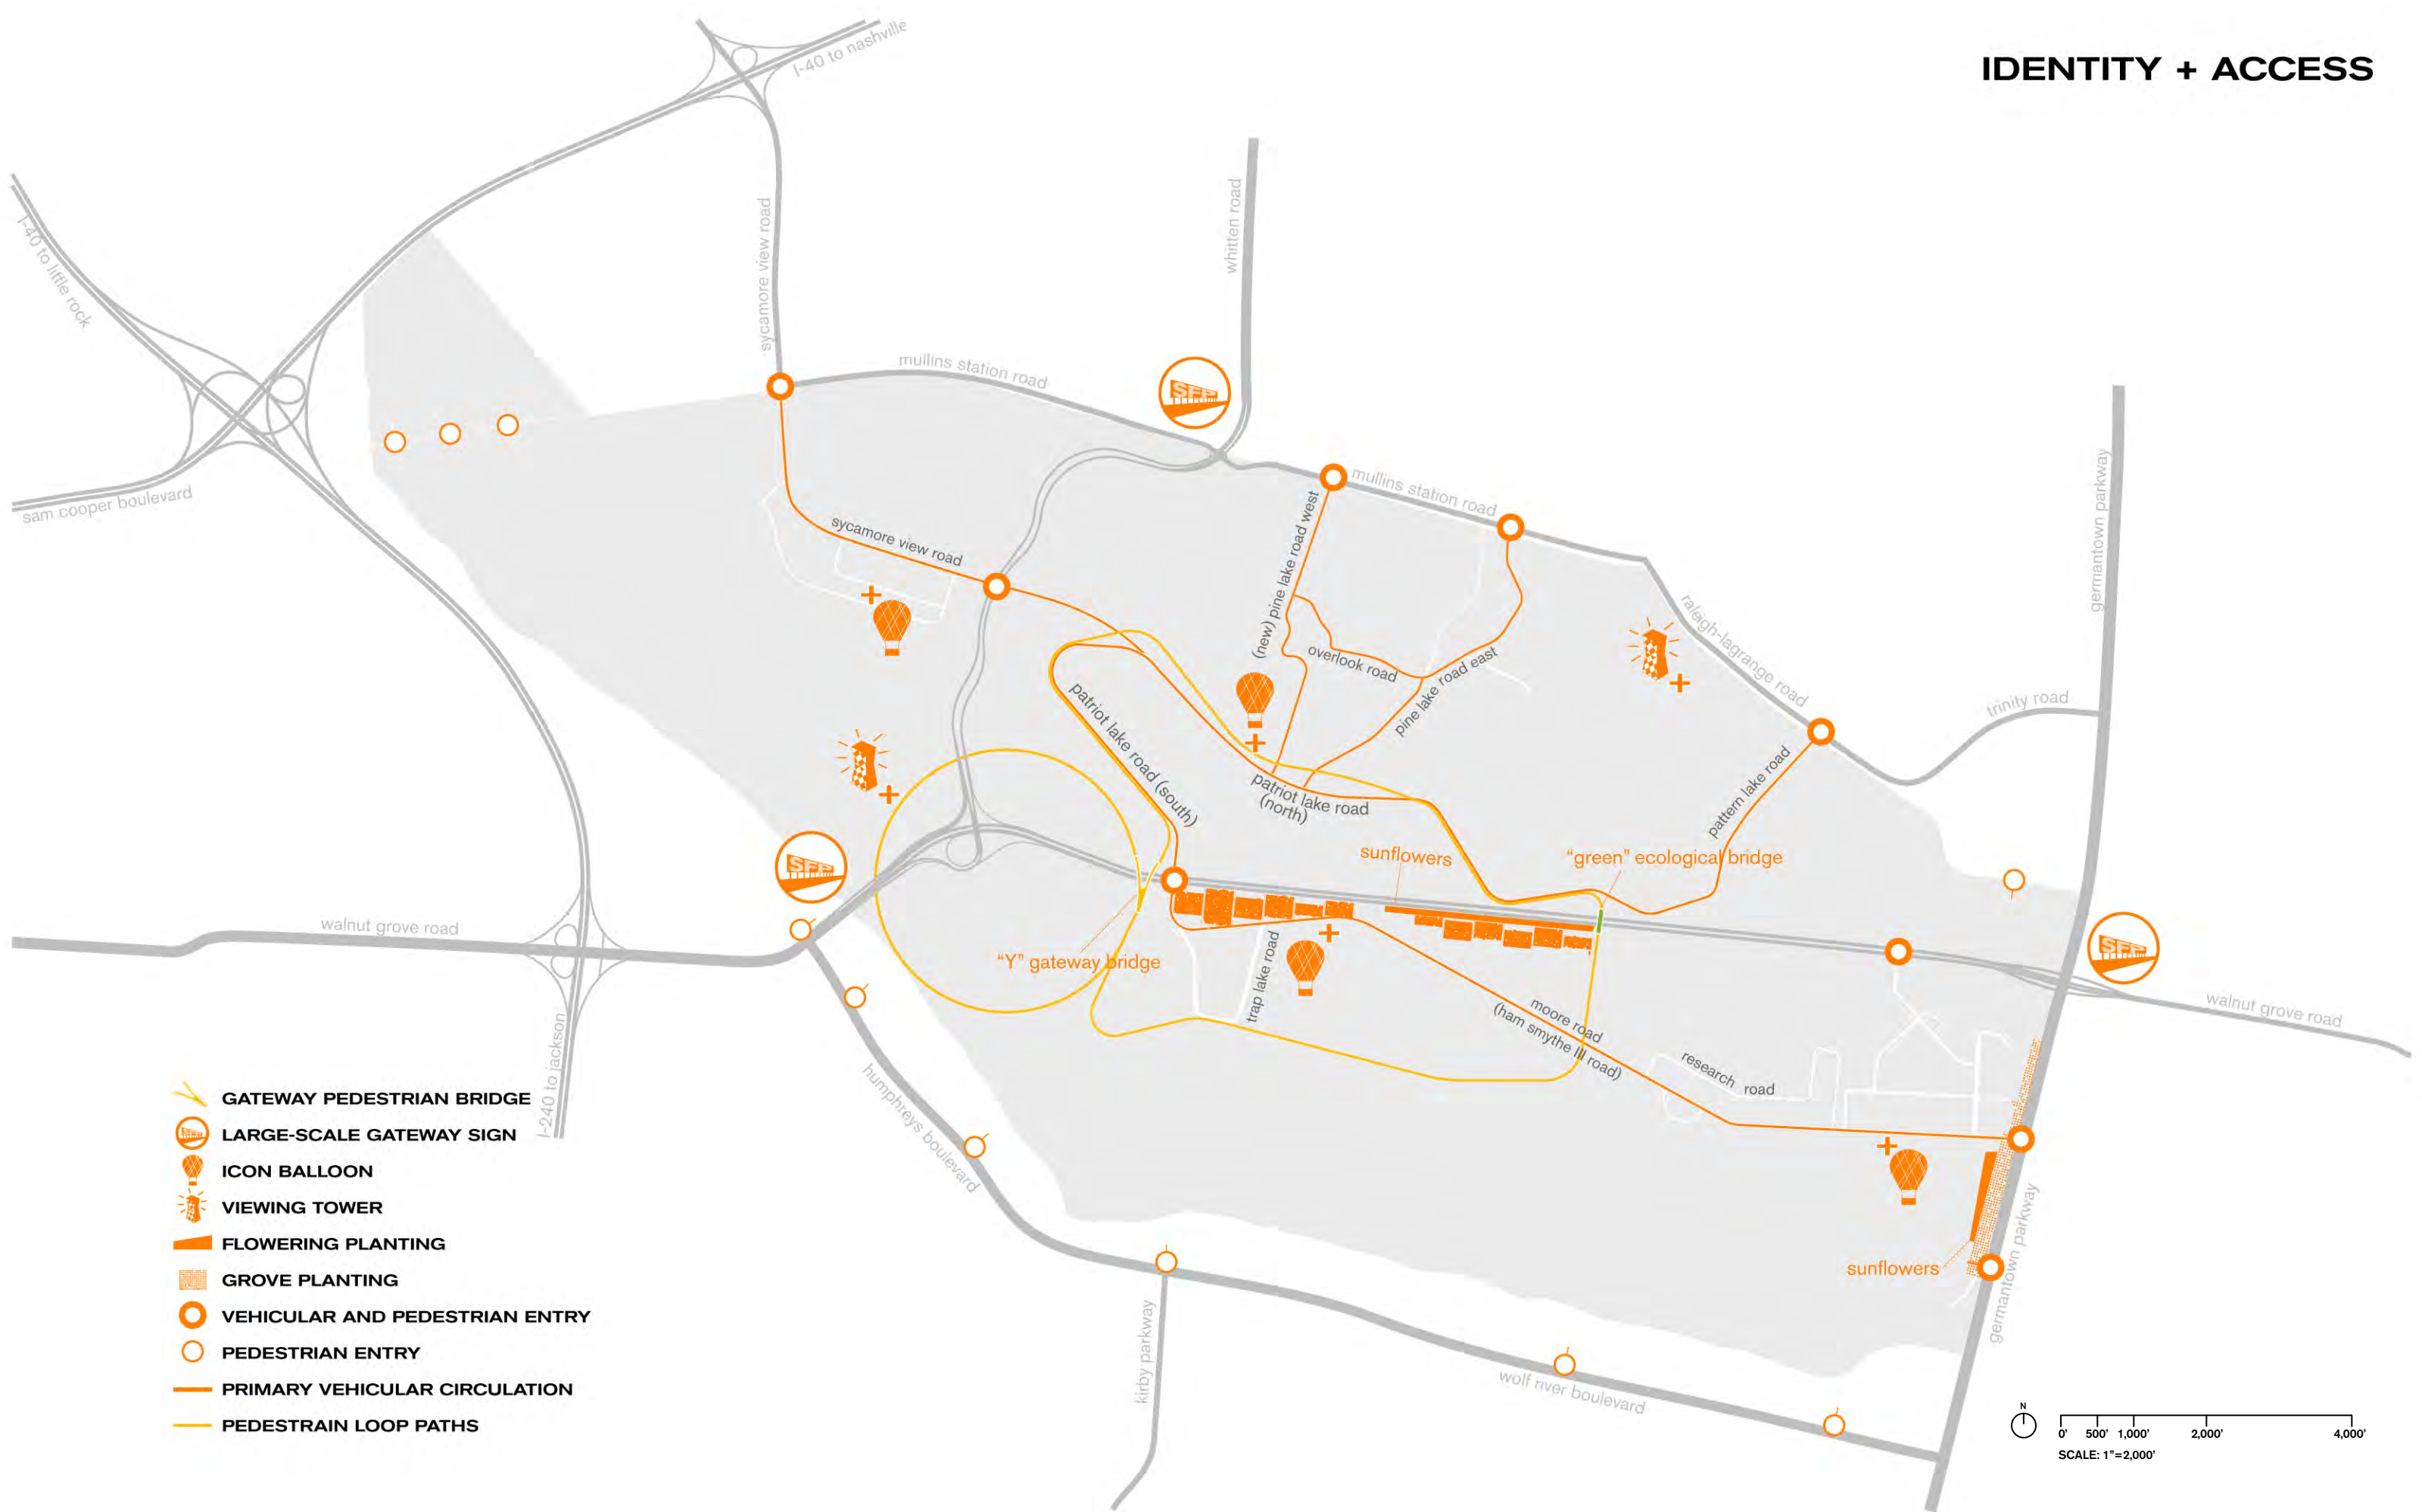 IDENTITY + ACCESS
I-40 to nashville
I-40 to little rock
sycamore view road
whitten road
mullins station road
SFP
germantown parkway
sam cooper boulevard
mullins station road
sycamore view road
(new) pine lake road west
raleigh-lagrange road
overlook road
pine lake road east
trinity road
patriot lake road (south)
patriot lake road
(north)
pattern lake road
SFP
sunflowers
"green" ecological bridge
walnut grove road
"Y" gateway bridge
trap lake road
SFP
walnut grove road
moore road
(ham smythe III road)
research road
I-240 to jackson
humphreys boulevard
germantown parkway
sunflowers
kirby parkway
wolf river boulevard
GATEWAY PEDESTRIAN BRIDGE
LARGE-SCALE GATEWAY SIGN
ICON BALLOON
VIEWING TOWER
FLOWERING PLANTING
GROVE PLANTING
VEHICULAR AND PEDESTRIAN ENTRY
PEDESTRIAN ENTRY
PRIMARY VEHICULAR CIRCULATION
PEDESTRAIN LOOP PATHS
N
0' 500' 1,000' 2,000' 4,000'
SCALE: 1"=2,000'